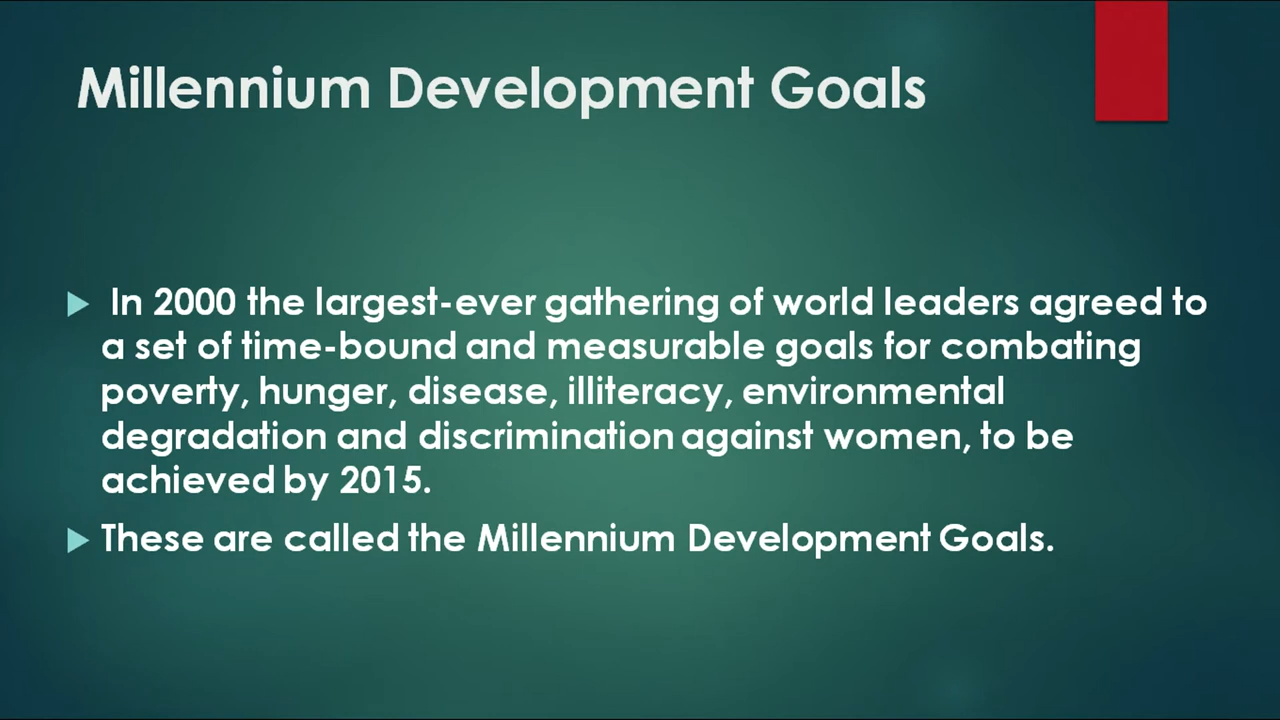 Millennium Development Goals
In 2000 the largest-ever gathering of world leaders agreed to
a set of time-bound and measurable goals for combating
poverty, hunger, disease, illiteracy, environmental
degradation and discrimination against women, to be
achieved by 2015.
These are called the Millennium Development Goals.